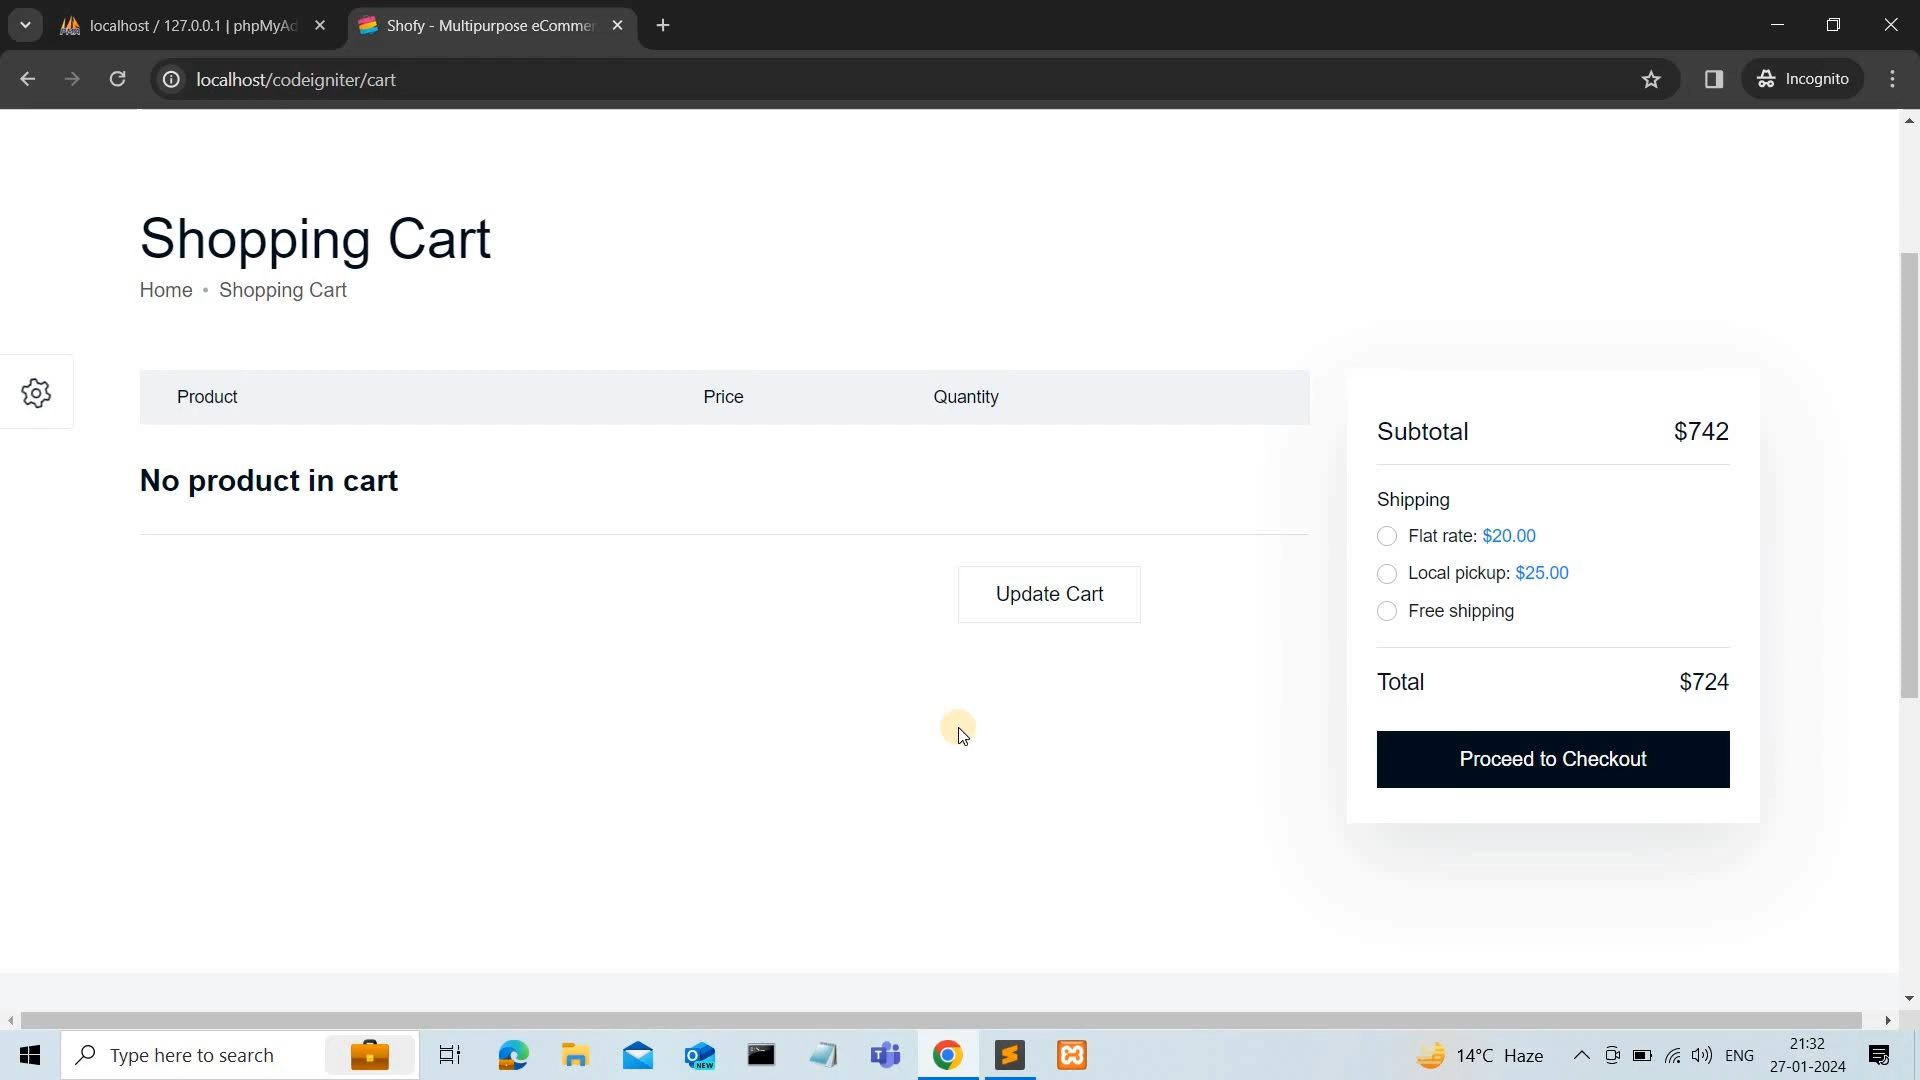 localhost / 127.0.0.1 | phpMyAd
Shofy - Multipurpose eCommer
localhost/codeigniter/cart
Incognito
Shopping Cart
Home • Shopping Cart
Product Price Quantity
No product in cart
Update Cart
Subtotal $742
Shipping
Flat rate: $20.00
Local pickup: $25.00
Free shipping
Total $724
Proceed to Checkout
Type here to search
NEW
14°C Haze
ENG
21:32
27-01-2024